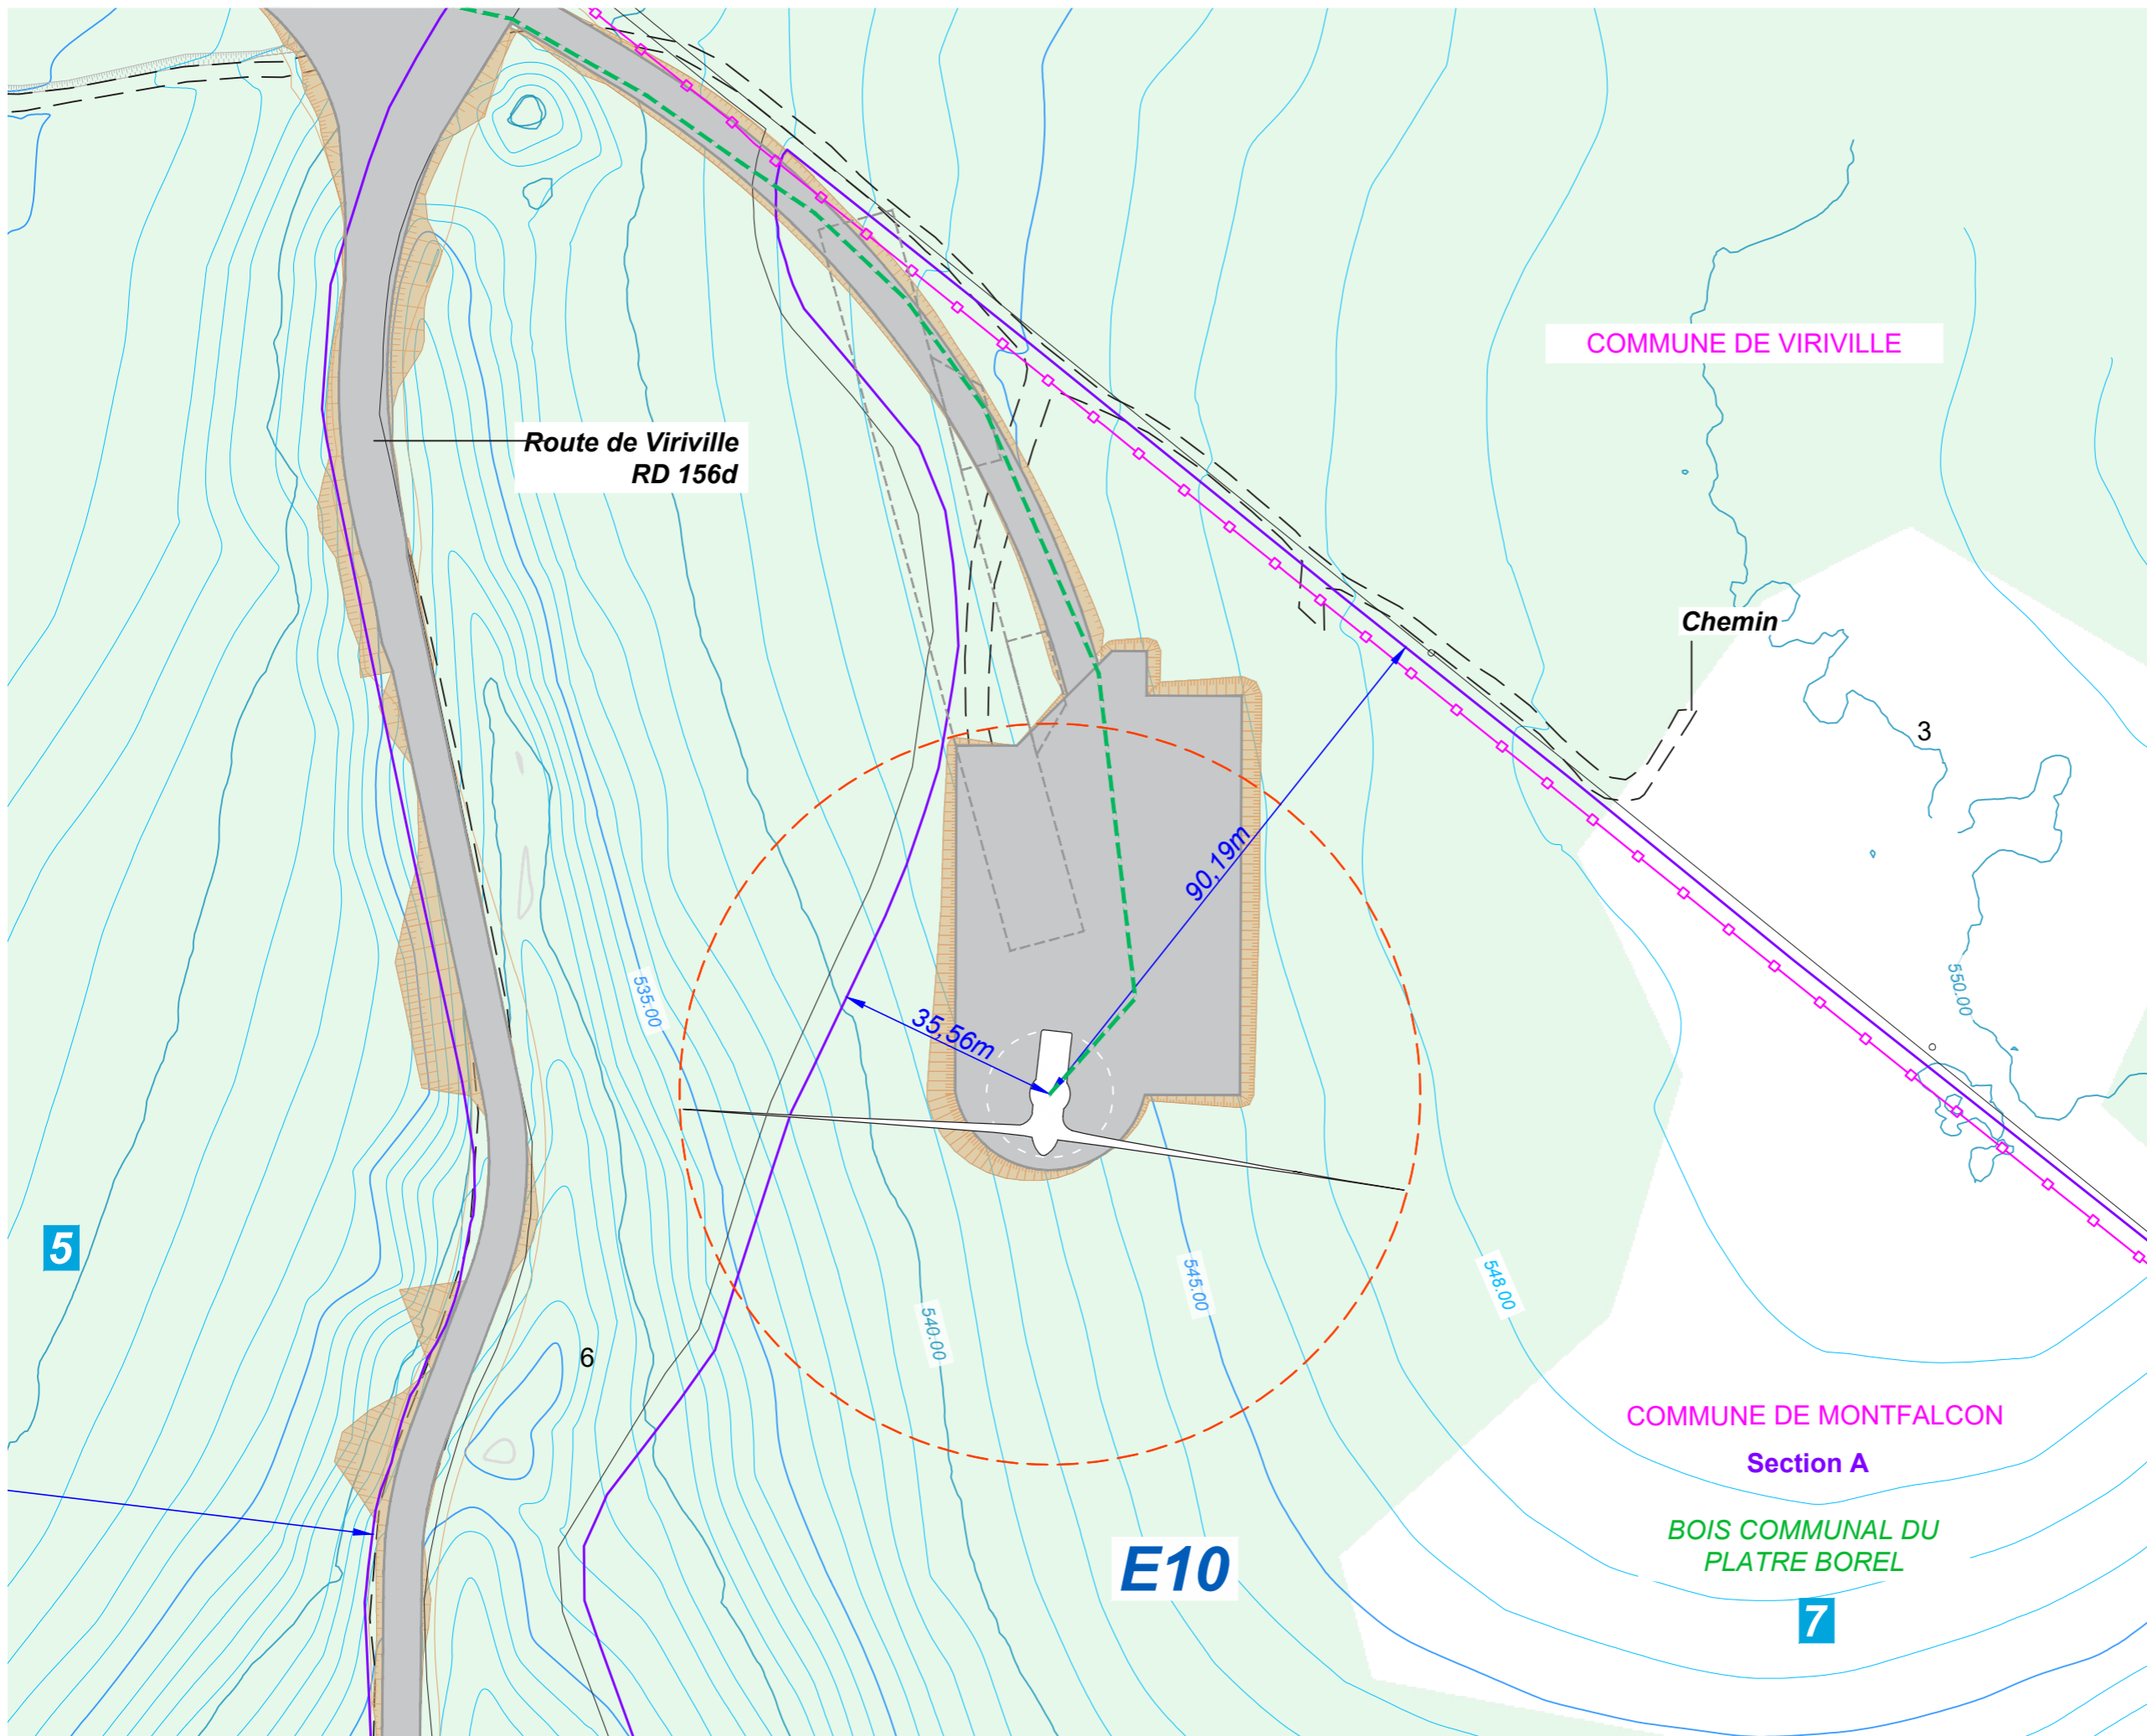 COMMUNE DE VIRIVILLE
Route de Viriville
RD 156d
Chemin
3
90,19m
35,56m
535.00
550.00
5
545.00
548.00
540.00
6
COMMUNE DE MONTFALCON
Section A
BOIS COMMUNAL DU
PLATRE BOREL
E10
7